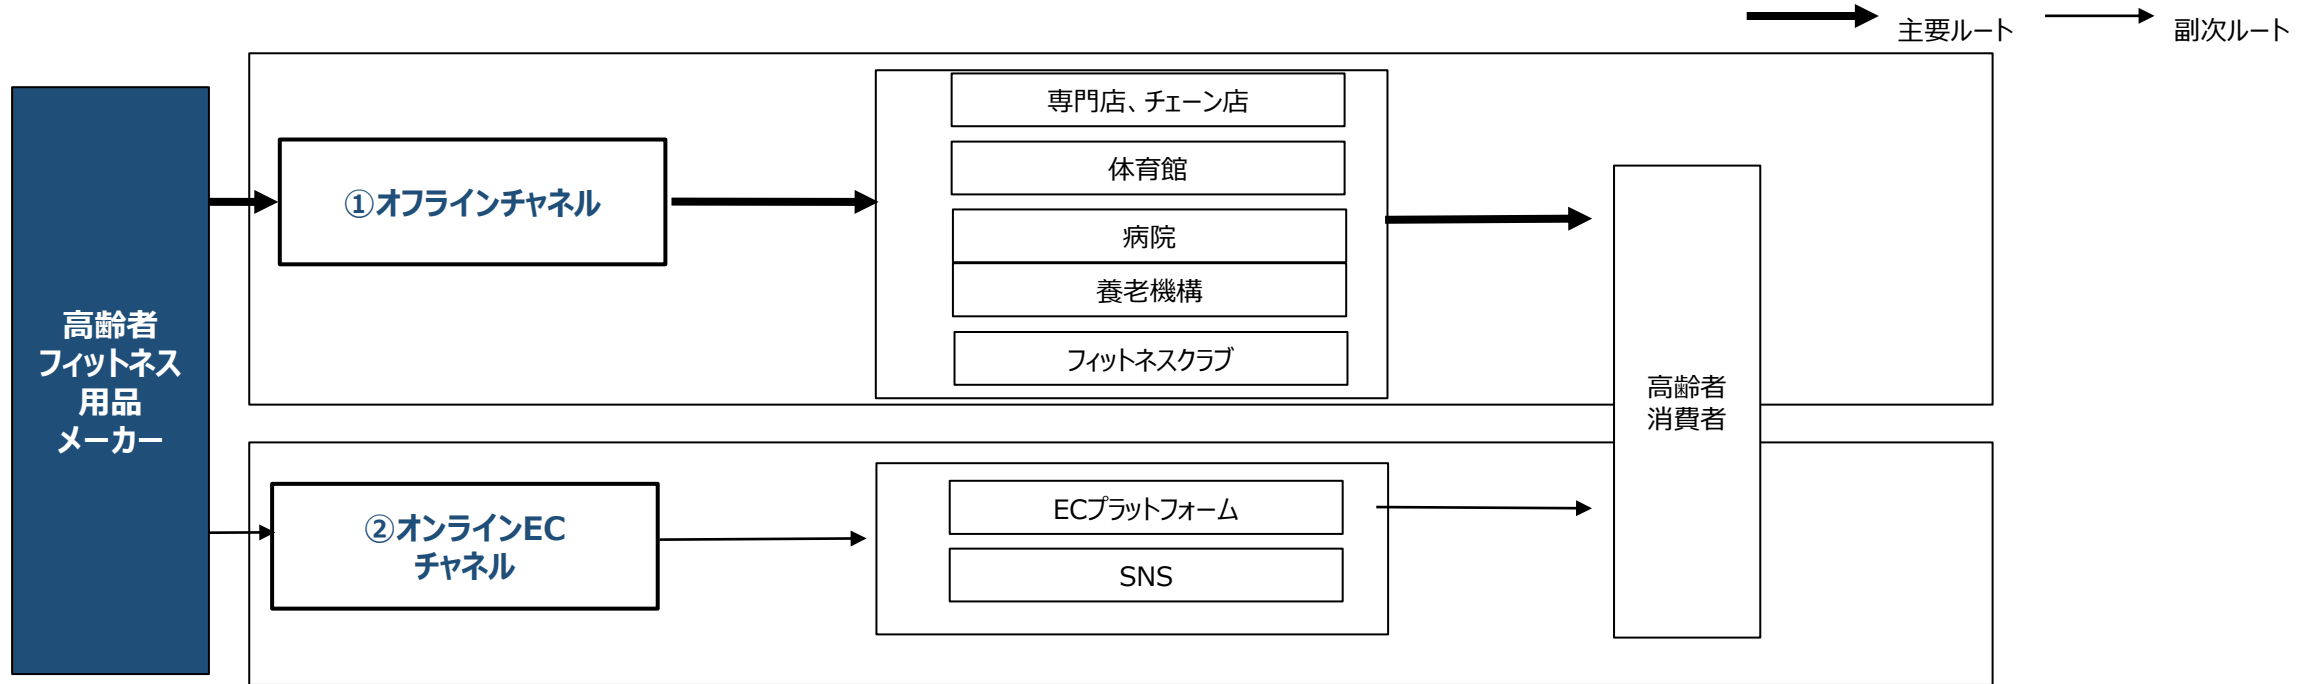 主要ルート
副次ルート
高齢者
フィットネス
用品
メーカー
①オフラインチャネル
専門店、チェーン店
体育館
病院
養老機構
フィットネスクラブ
高齢者
消費者
②オンラインEC
チャネル
ECプラットフォーム
SNS